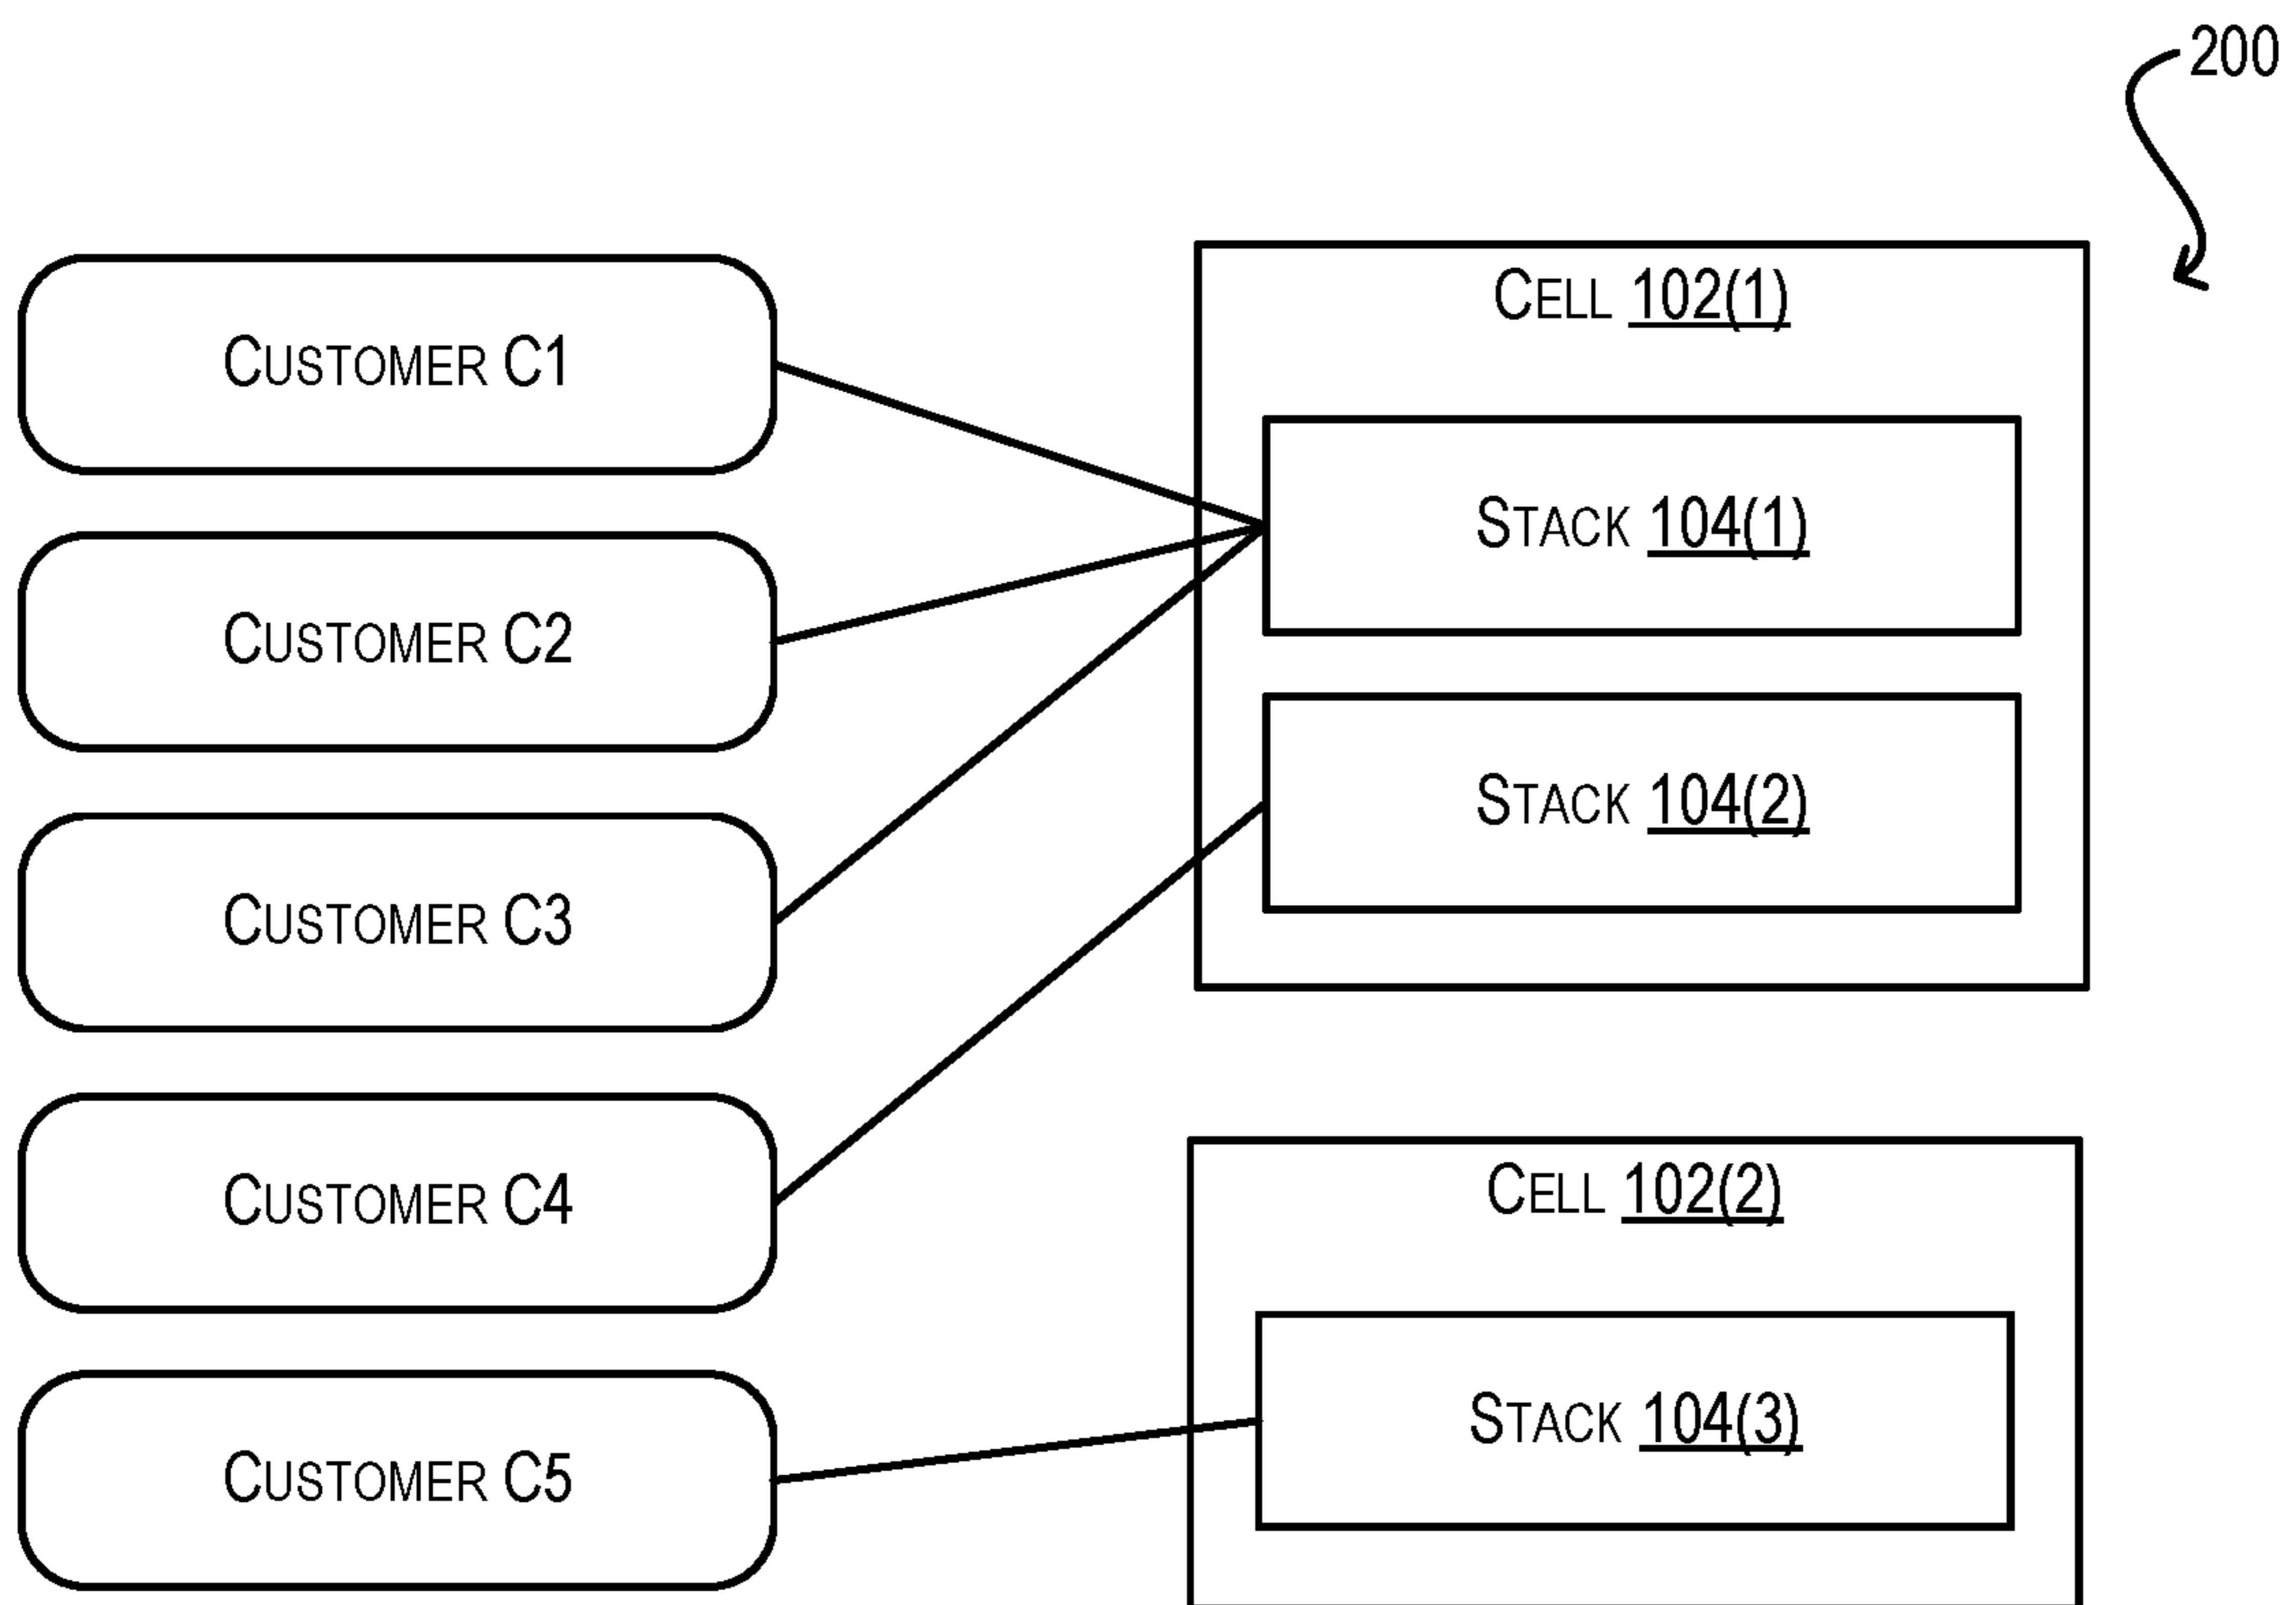 200
Customer C1
Customer C2
Customer C3
Customer C4
Customer C5
Cell 102(1)
Stack 104(1)
Stack 104(2)
Cell 102(2)
Stack 104(3)